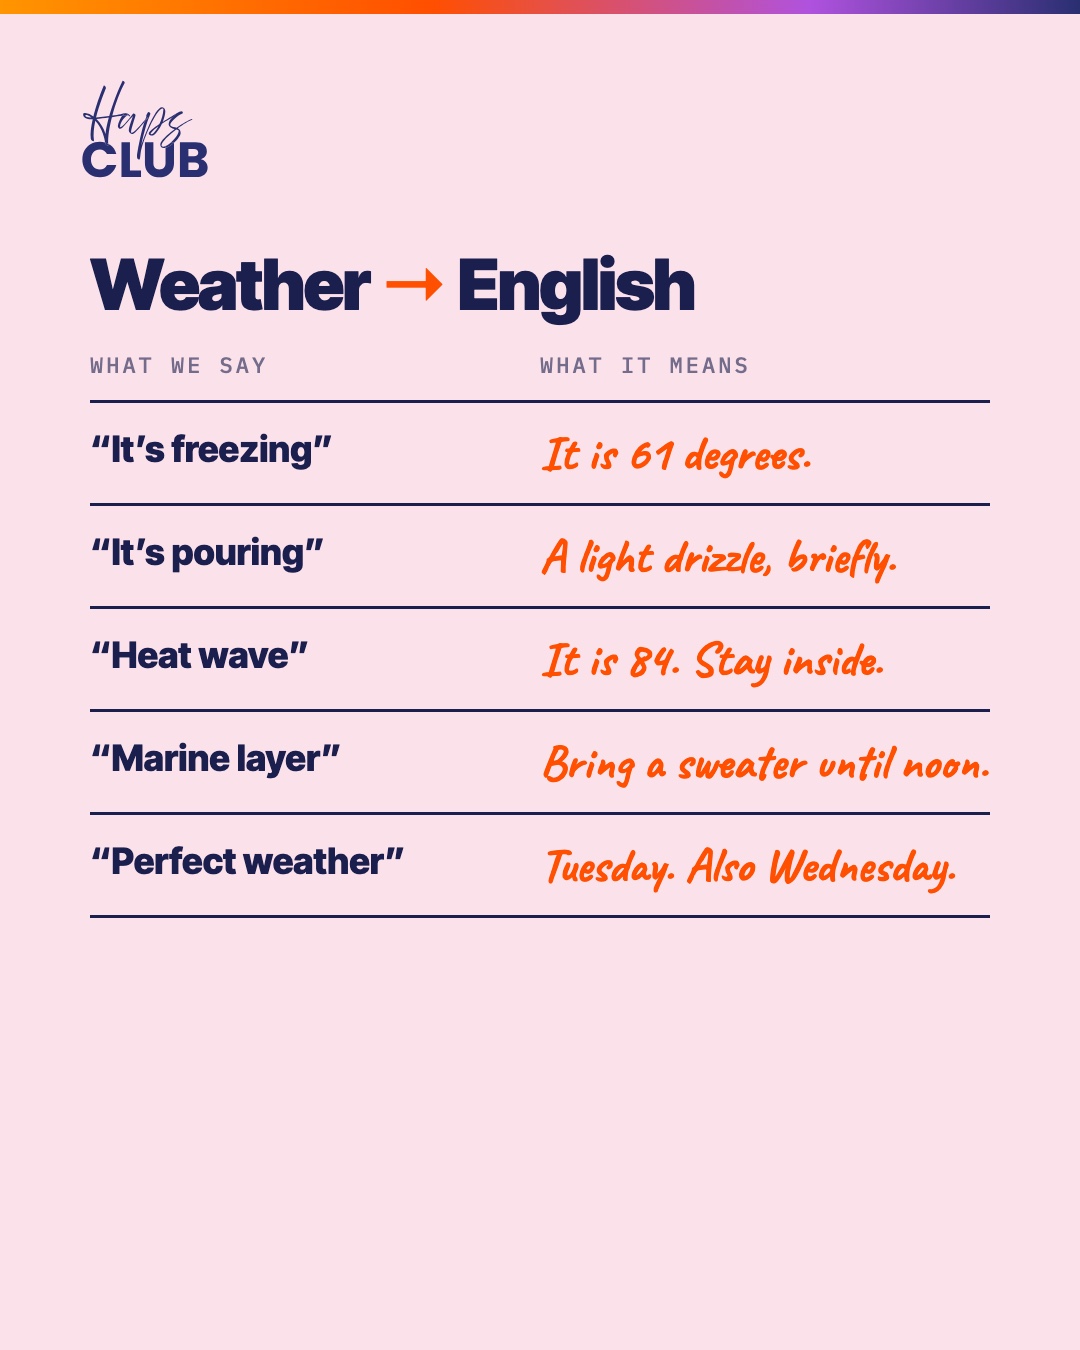 Haps
CLUB
Weather → English
WHAT WE SAY WHAT IT MEANS
“It’s freezing” It is 61 degrees.
“It’s pouring” A light drizzle, briefly.
“Heat wave” It is 84. Stay inside.
“Marine layer” Bring a sweater until noon.
“Perfect weather” Tuesday. Also Wednesday.